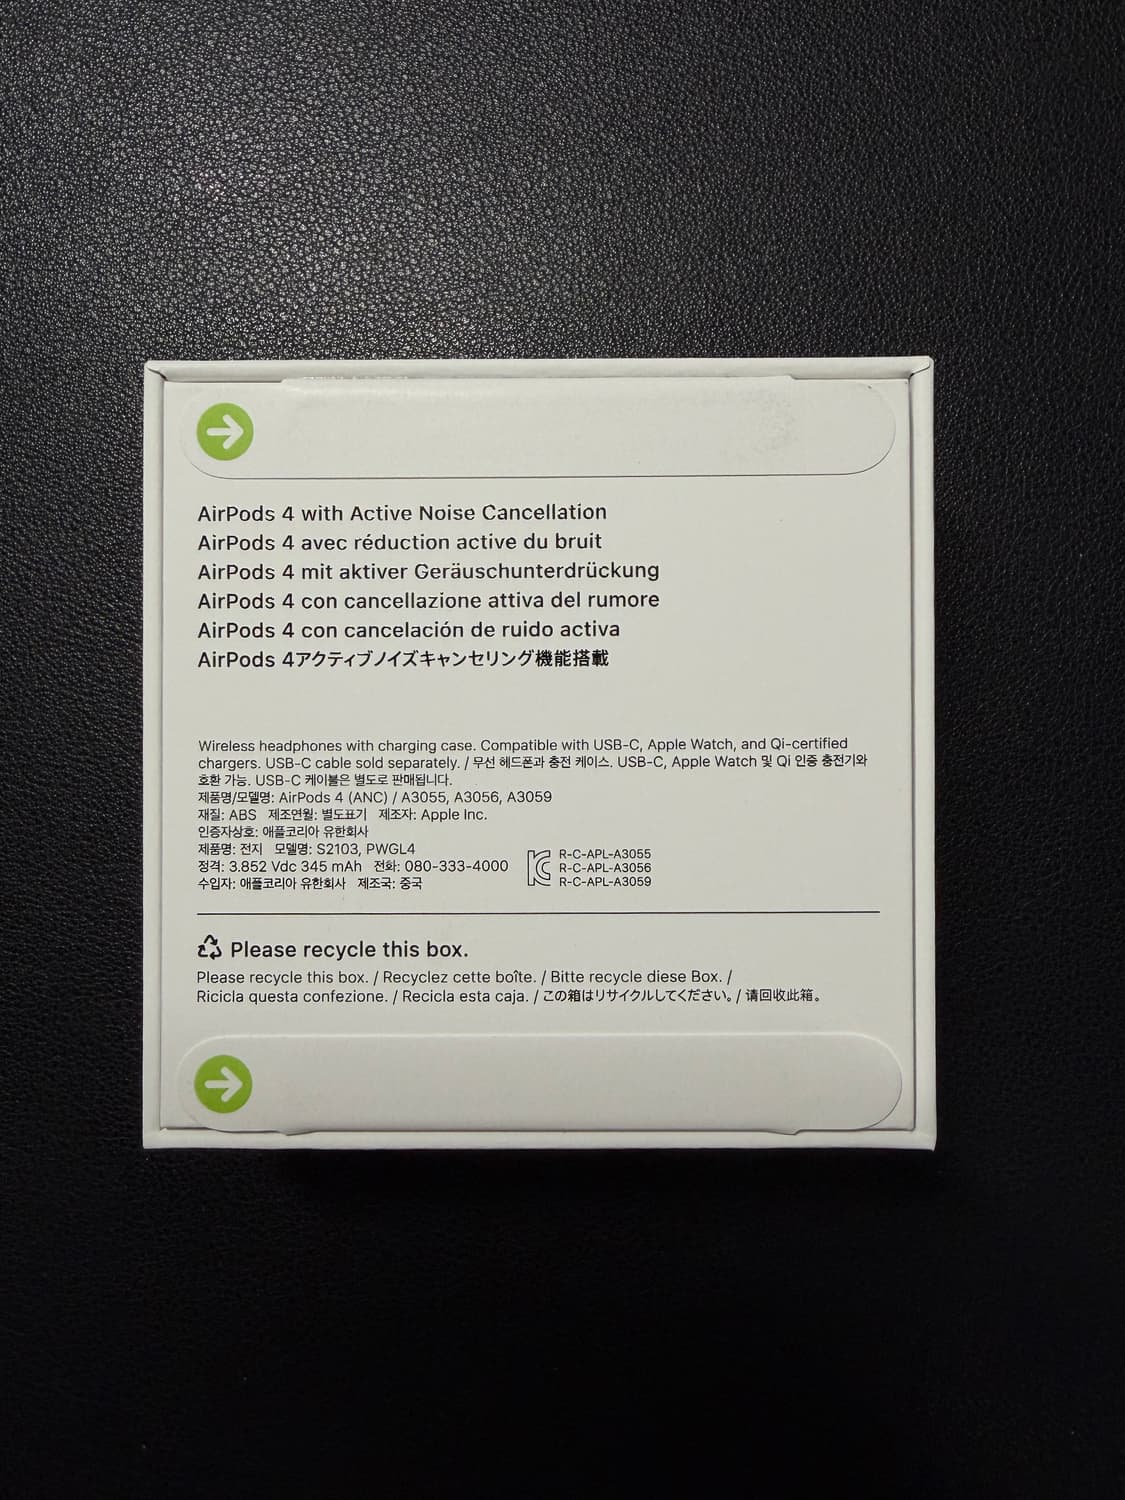 AirPods 4 with Active Noise Cancellation
AirPods 4 avec réduction active du bruit
AirPods 4 mit aktiver Geräuschunterdrückung
AirPods 4 con cancellazione attiva del rumore
AirPods 4 con cancelación de ruido activa
AirPods 4アクティブノイズキャンセリング機能搭載
Wireless headphones with charging case. Compatible with USB-C, Apple Watch, and Qi-certified
chargers. USB-C cable sold separately. / 무선 헤드폰과 충전 케이스. USB-C, Apple Watch 및 Qi 인증 충전기와
호환 가능. USB-C 케이블은 별도로 판매됩니다.
제품명/모델명: AirPods 4 (ANC) / A3055, A3056, A3059
재질: ABS 제조연월: 별도표기 제조자: Apple Inc.
인증자상호: 애플코리아 유한회사
제품명: 전지 모델명: S2103, PWGL4
정격: 3.852 Vdc 345 mAh 전화: 080-333-4000
수입자: 애플코리아 유한회사 제조국: 중국
R-C-APL-A3055
R-C-APL-A3056
R-C-APL-A3059
Please recycle this box.
Please recycle this box. / Recyclez cette boîte. / Bitte recycle diese Box. /
Ricicla questa confezione. / Recicla esta caja. / この箱はリサイクルしてください。/ 请回收此箱。